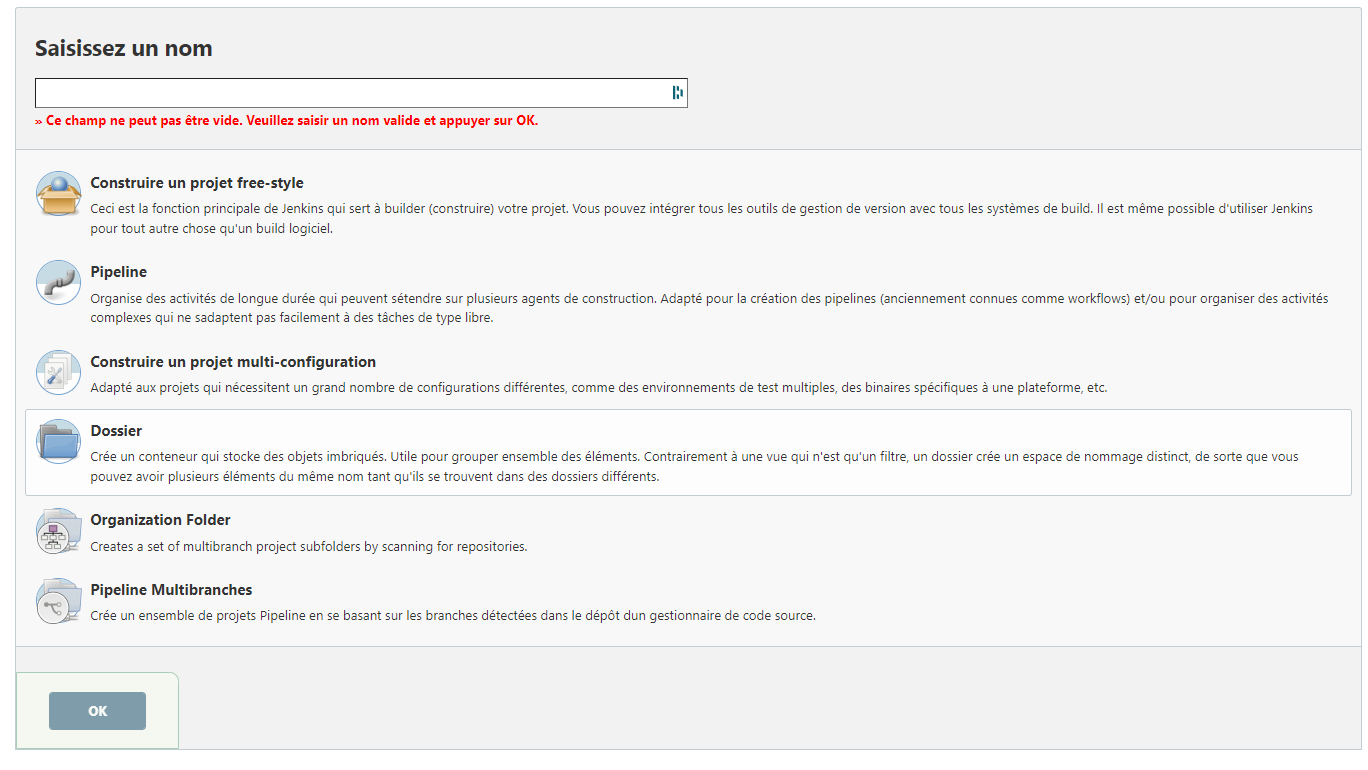 Saisissez un nom
» Ce champ ne peut pas être vide. Veuillez saisir un nom valide et appuyer sur OK.
Construire un projet free-style
Ceci est la fonction principale de Jenkins qui sert à builder (construire) votre projet. Vous pouvez intégrer tous les outils de gestion de version avec tous les systèmes de build. Il est même possible d'utiliser Jenkins
pour tout autre chose qu'un build logiciel.
Pipeline
Organise des activités de longue durée qui peuvent sétendre sur plusieurs agents de construction. Adapté pour la création des pipelines (anciennement connues comme workflows) et/ou pour organiser des activités
complexes qui ne sadaptent pas facilement à des tâches de type libre.
Construire un projet multi-configuration
Adapté aux projets qui nécessitent un grand nombre de configurations différentes, comme des environnements de test multiples, des binaires spécifiques à une plateforme, etc.
Dossier
Crée un conteneur qui stocke des objets imbriqués. Utile pour grouper ensemble des éléments. Contrairement à une vue qui n'est qu'un filtre, un dossier crée un espace de nommage distinct, de sorte que vous
pouvez avoir plusieurs éléments du même nom tant qu'ils se trouvent dans des dossiers différents.
Organization Folder
Creates a set of multibranch project subfolders by scanning for repositories.
Pipeline Multibranches
Crée un ensemble de projets Pipeline en se basant sur les branches détectées dans le dépôt dun gestionnaire de code source.
OK